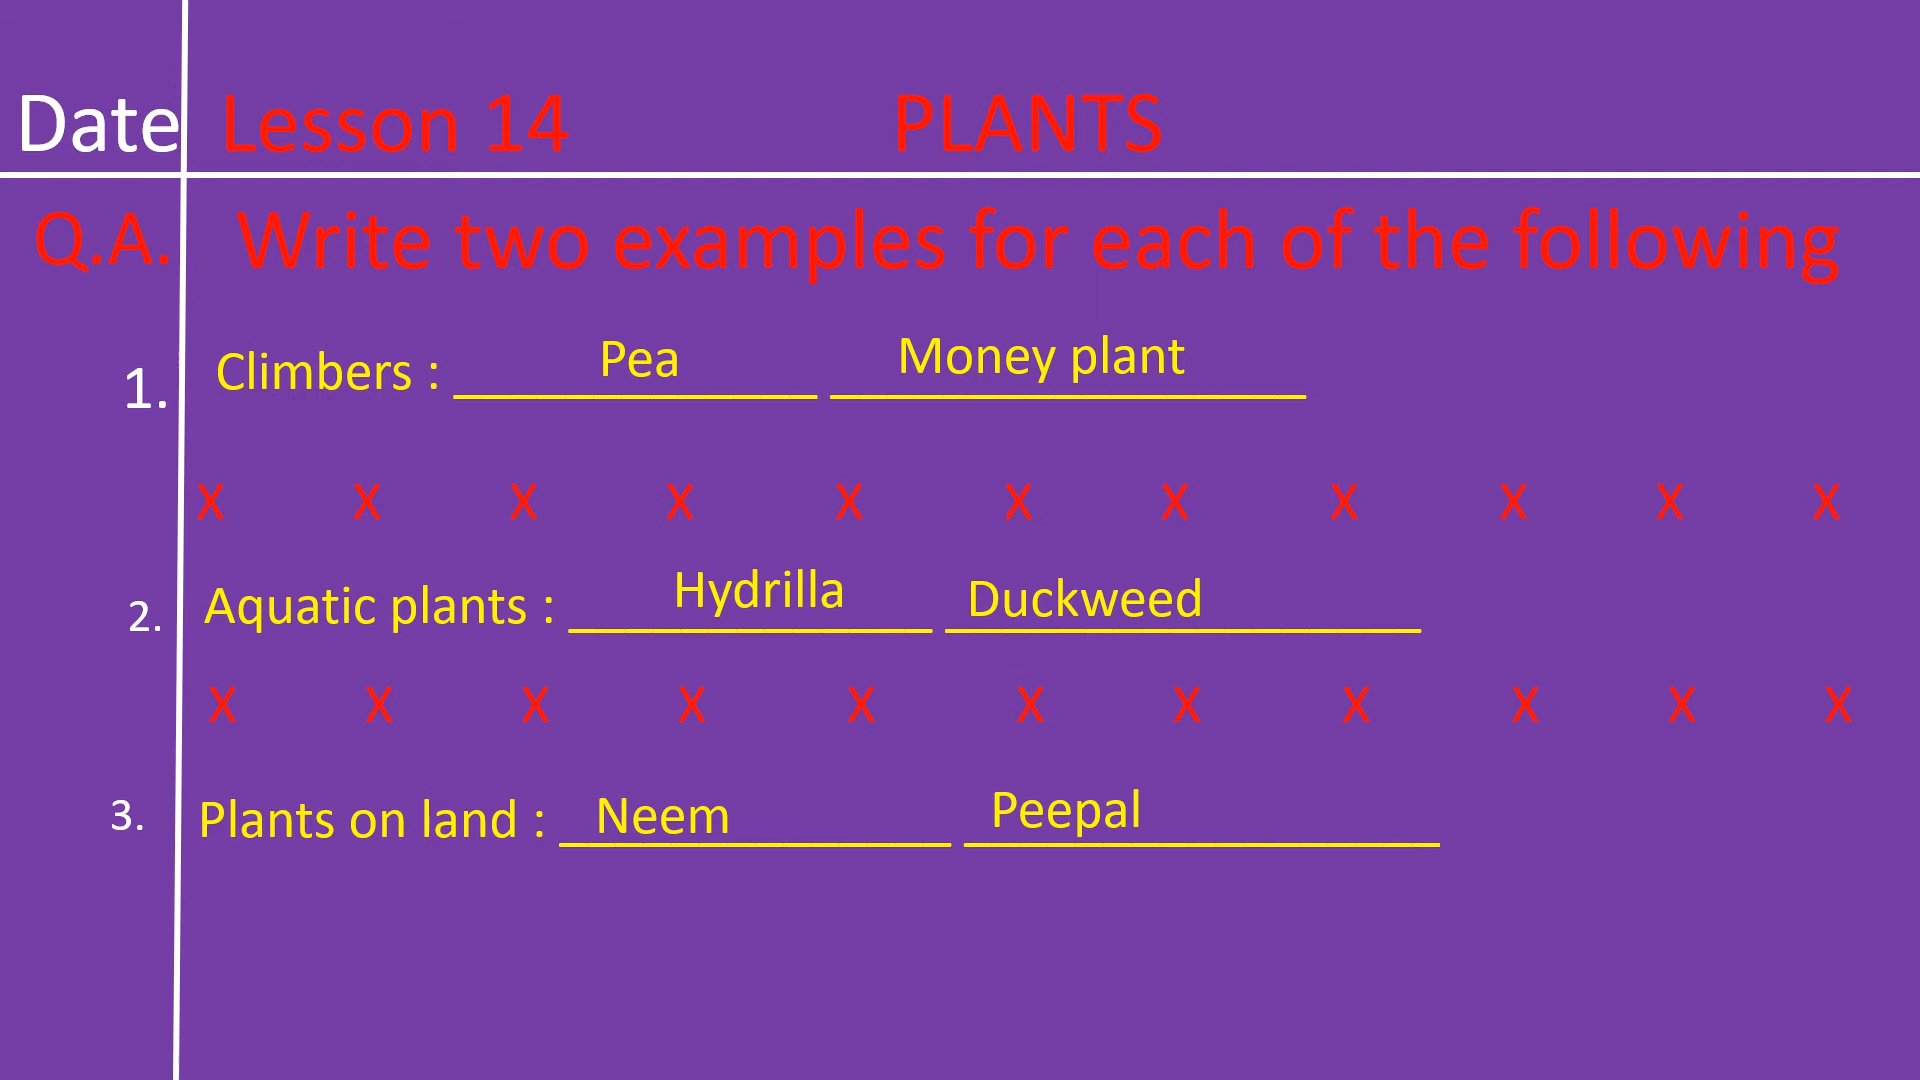 Date Lesson 14 PLANTS
Q.A. Write two examples for each of the following
1. Climbers : Pea Money plant
X X X X X X X X X X X
2. Aquatic plants : Hydrilla Duckweed
X X X X X X X X X X X
3. Plants on land : Neem Peepal